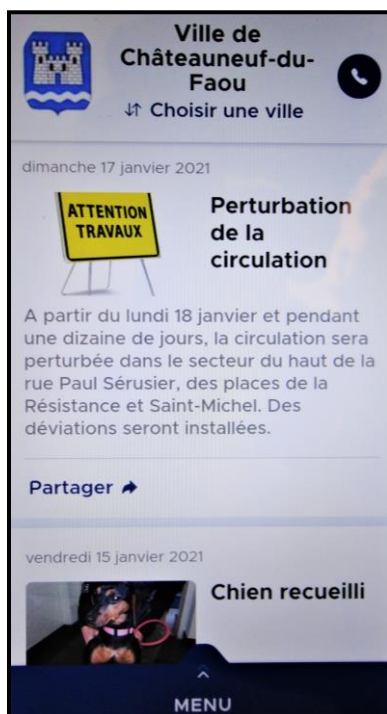 Ville de
Châteauneuf-du-
Faou
Choisir une ville
dimanche 17 janvier 2021
ATTENTION
TRAVAUX
Perturbation
de la
circulation
A partir du lundi 18 janvier et pendant
une dizaine de jours, la circulation sera
perturbée dans le secteur du haut de la
rue Paul Sérusier, des places de la
Résistance et Saint-Michel. Des
déviations seront installées.
Partager
vendredi 15 janvier 2021
Chien recueilli
MENU